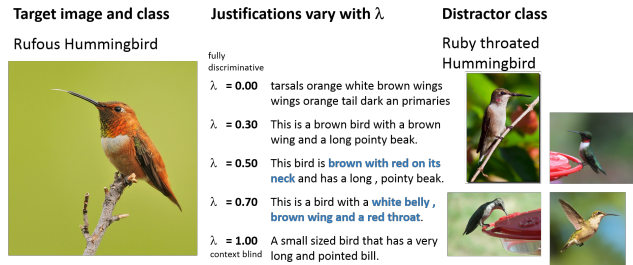 Target image and class
Rufous Hummingbird
Justifications vary with λ
fully
discriminative
λ = 0.00 tarsals orange white brown wings
wings orange tail dark an primaries
λ = 0.30 This is a brown bird with a brown
wing and a long pointy beak.
λ = 0.50 This bird is brown with red on its
neck and has a long , pointy beak.
λ = 0.70 This is a bird with a white belly ,
brown wing and a red throat.
λ = 1.00 A small sized bird that has a very
context blind long and pointed bill.
Distractor class
Ruby throated
Hummingbird